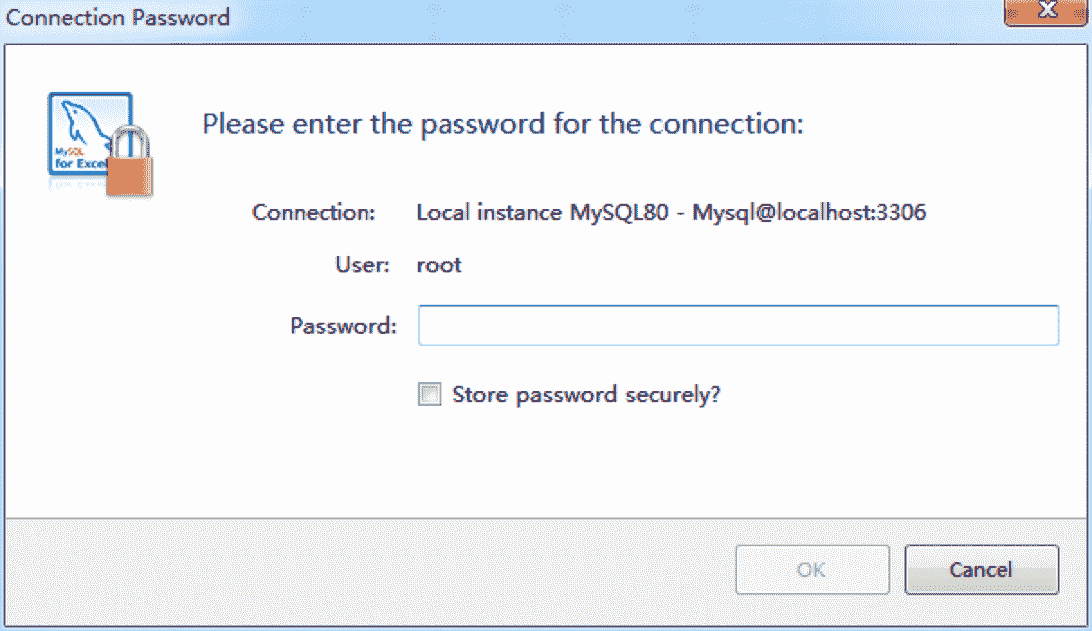 Connection Password
X
MySQL
for Excel
Please enter the password for the connection:
Connection: Local instance MySQL80 - Mysql@localhost:3306
User: root
Password:
Store password securely?
OK Cancel